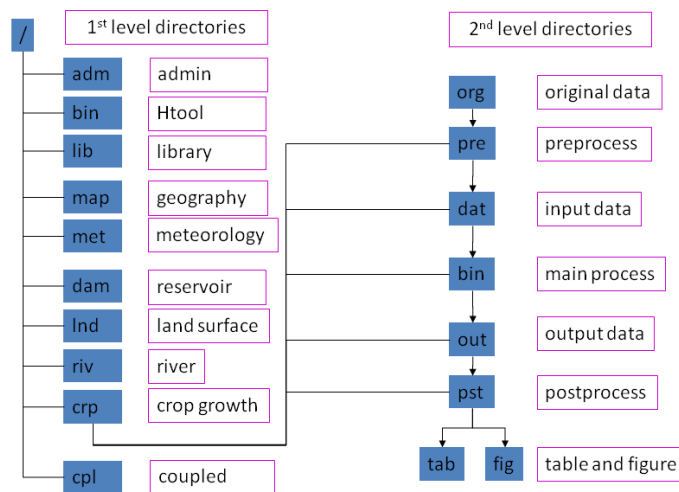 1st level directories
2nd level directories
/
adm admin
bin Htool
lib library
map geography
met meteorology
dam reservoir
lnd land surface
riv river
crp crop growth
cpl coupled
org original data
pre preprocess
dat input data
bin main process
out output data
pst postprocess
tab fig table and figure